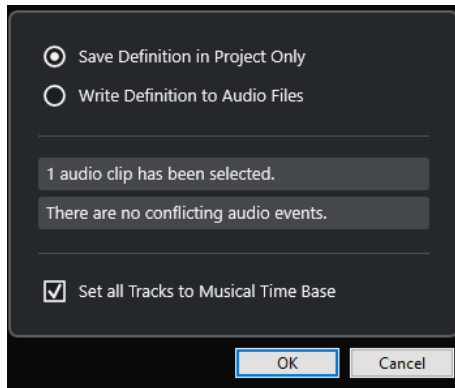 Save Definition in Project Only
Write Definition to Audio Files
1 audio clip has been selected.
There are no conflicting audio events.
Set all Tracks to Musical Time Base
OK
Cancel